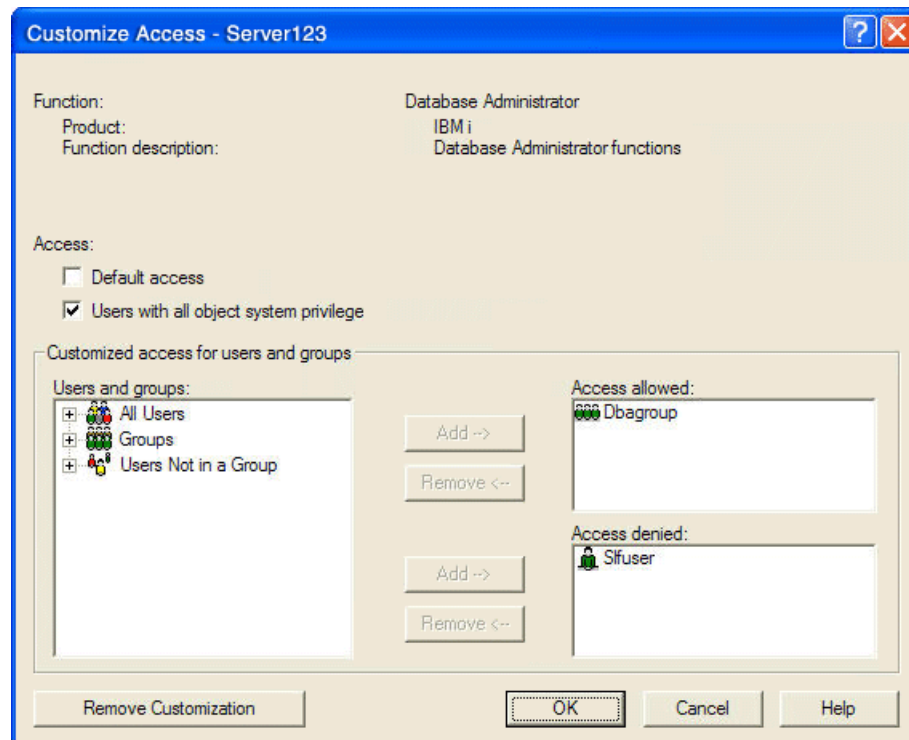 Customize Access - Server123
Function: Database Administrator
Product: IBM i
Function description: Database Administrator functions
Access:
Default access
Users with all object system privilege
Customized access for users and groups
Users and groups:
All Users
Groups
Users Not in a Group
Add -->
Remove <--
Add -->
Remove <--
Access allowed:
Dbagroup
Access denied:
Slfuser
Remove Customization
OK
Cancel
Help